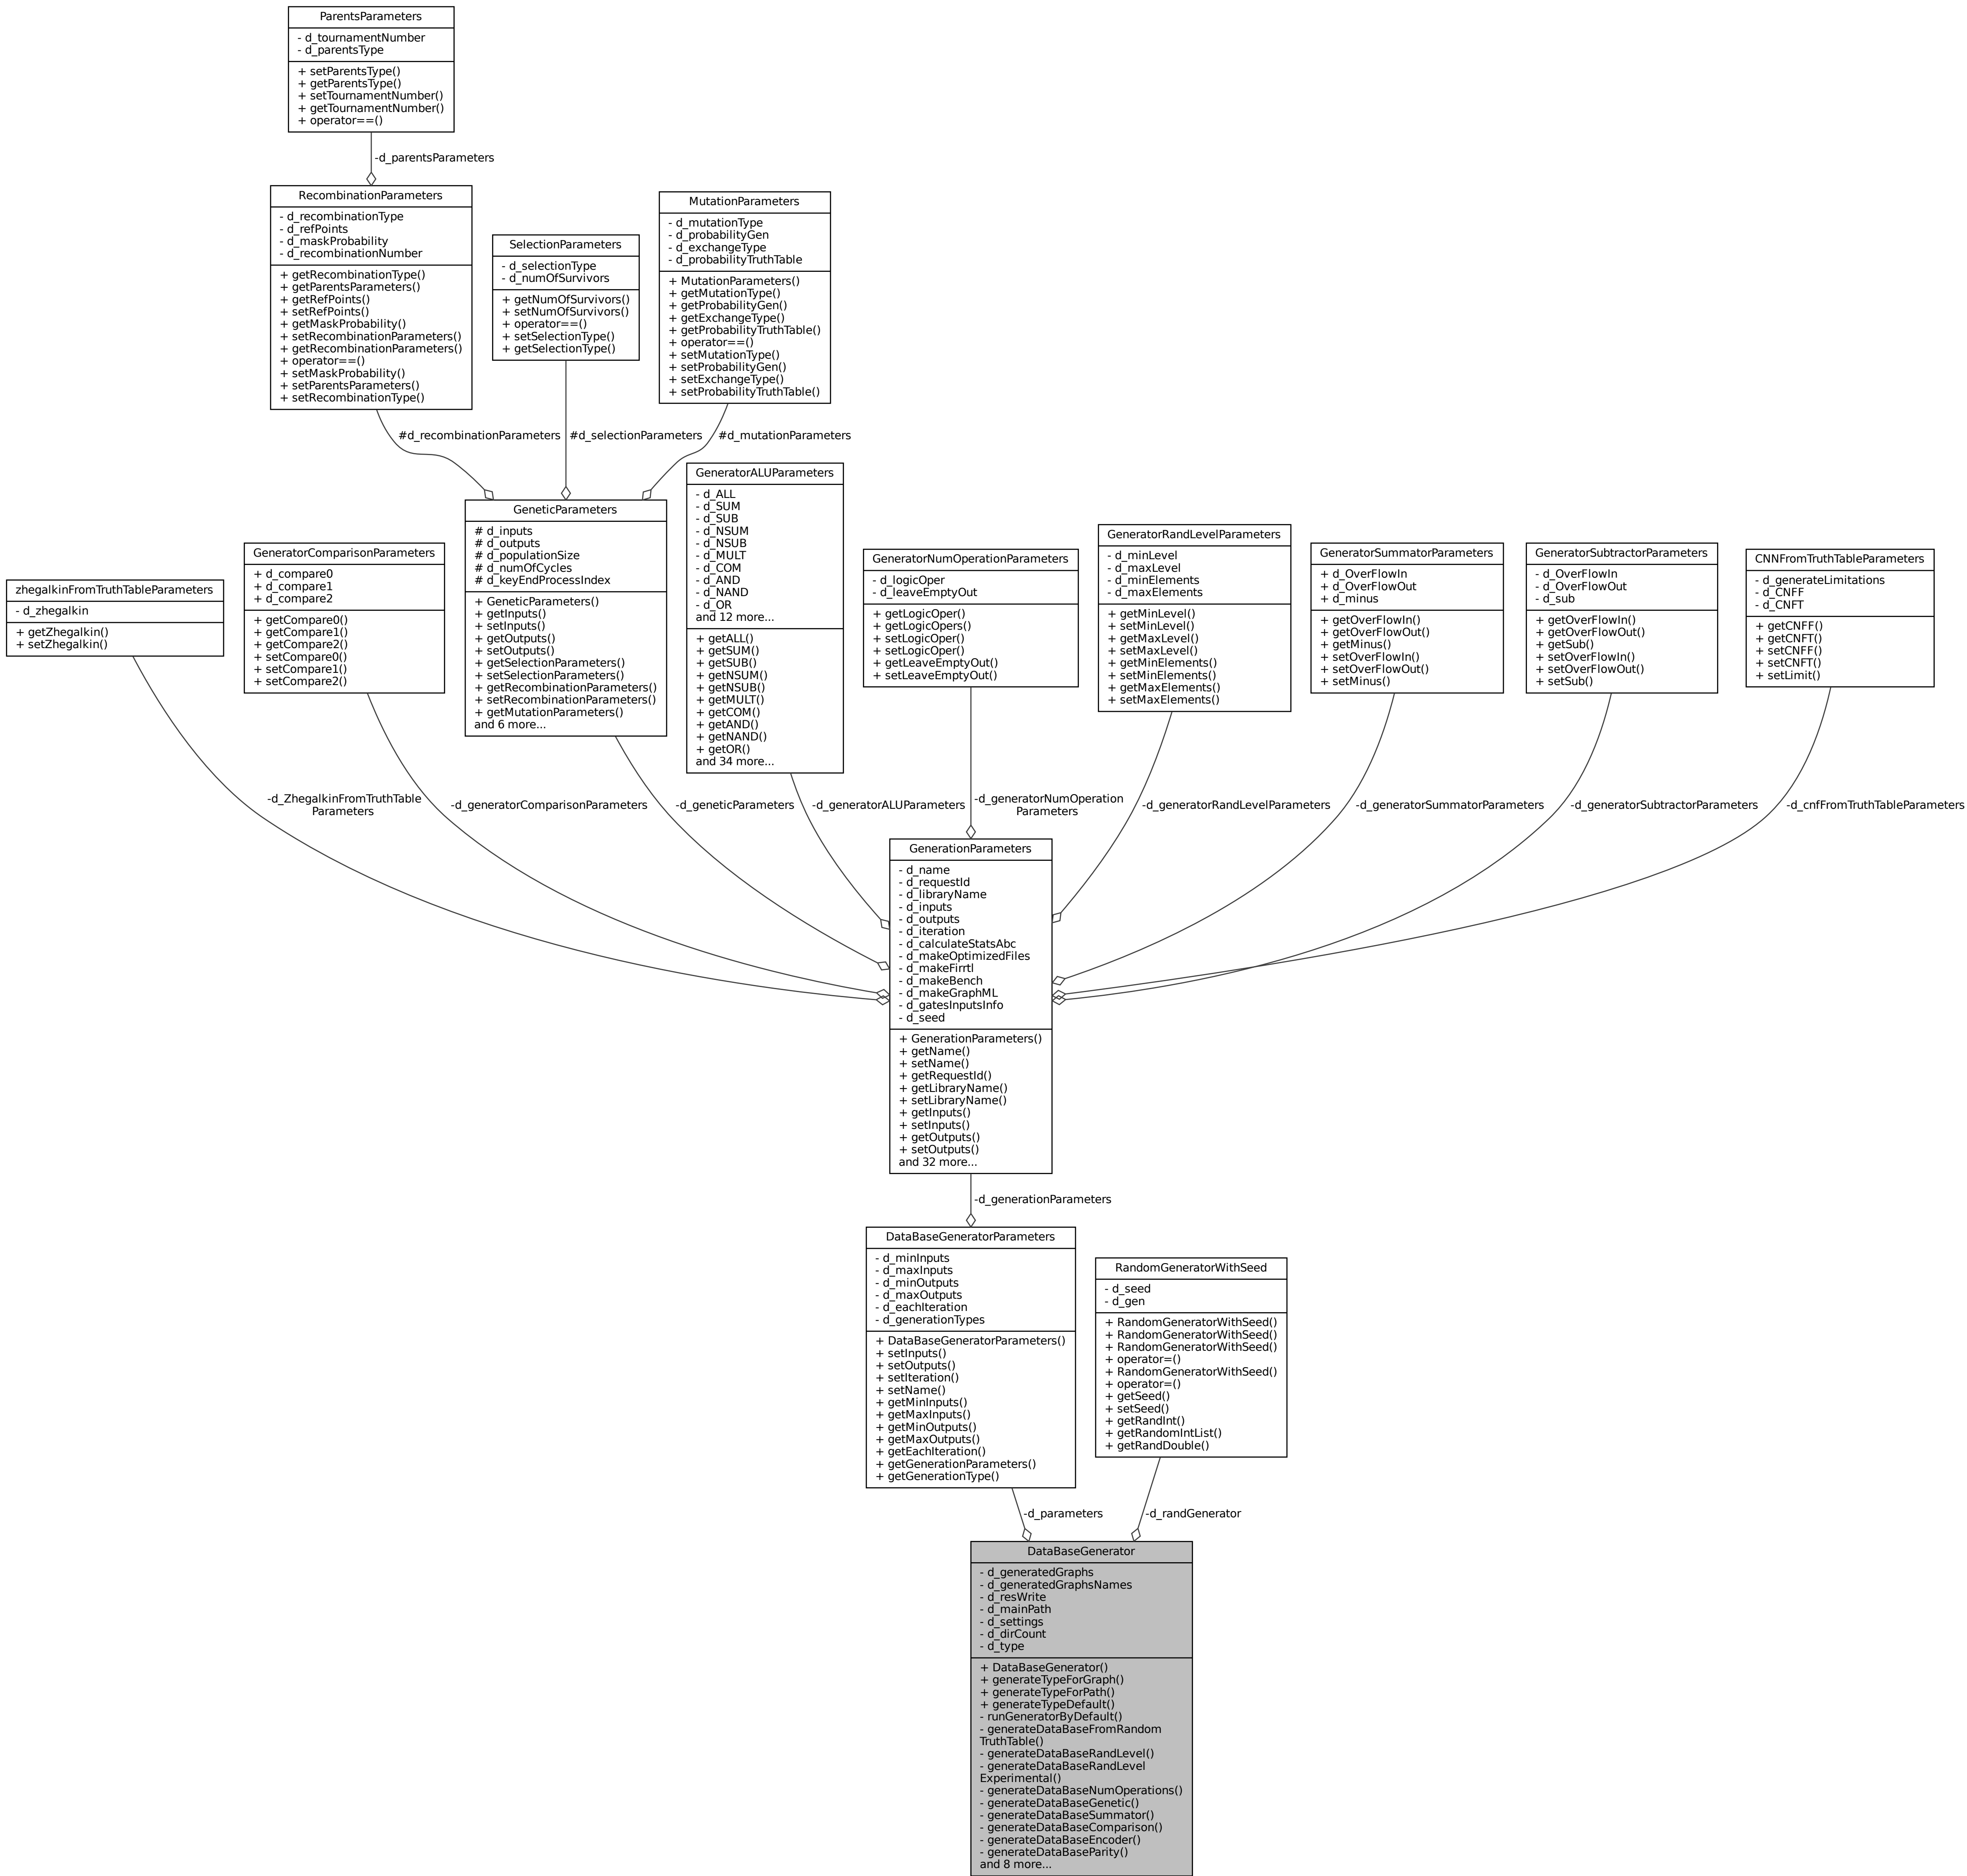 ParentsParameters
- d_tournamentNumber
- d_parentsType
+ setParentsType()
+ getParentsType()
+ setTournamentNumber()
+ getTournamentNumber()
+ operator==()
-d_parentsParameters
RecombinationParameters
- d_recombinationType
- d_refPoints
- d_maskProbability
- d_recombinationNumber
+ getRecombinationType()
+ getParentsParameters()
+ getRefPoints()
+ setRefPoints()
+ getMaskProbability()
+ setRecombinationParameters()
+ getRecombinationParameters()
+ operator==()
+ setMaskProbability()
+ setParentsParameters()
+ setRecombinationType()
SelectionParameters
- d_selectionType
- d_numOfSurvivors
+ getNumOfSurvivors()
+ setNumOfSurvivors()
+ operator==()
+ setSelectionType()
+ getSelectionType()
MutationParameters
- d_mutationType
- d_probabilityGen
- d_exchangeType
- d_probabilityTruthTable
+ MutationParameters()
+ getMutationType()
+ getProbabilityGen()
+ getExchangeType()
+ getProbabilityTruthTable()
+ operator==()
+ setMutationType()
+ setProbabilityGen()
+ setExchangeType()
+ setProbabilityTruthTable()
#d_recombinationParameters
#d_selectionParameters
#d_mutationParameters
zhegalkinFromTruthTableParameters
- d_zhegalkin
+ getZhegalkin()
+ setZhegalkin()
GeneratorComparisonParameters
+ d_compare0
+ d_compare1
+ d_compare2
+ getCompare0()
+ getCompare1()
+ getCompare2()
+ setCompare0()
+ setCompare1()
+ setCompare2()
GeneticParameters
# d_inputs
# d_outputs
# d_populationSize
# d_numOfCycles
# d_keyEndProcessIndex
+ GeneticParameters()
+ getInputs()
+ setInputs()
+ getOutputs()
+ setOutputs()
+ getSelectionParameters()
+ setSelectionParameters()
+ getRecombinationParameters()
+ setRecombinationParameters()
+ getMutationParameters()
and 6 more...
GeneratorALUParameters
- d_ALL
- d_SUM
- d_SUB
- d_NSUM
- d_NSUB
- d_MULT
- d_COM
- d_AND
- d_NAND
- d_OR
and 12 more...
+ getALL()
+ getSUM()
+ getSUB()
+ getNSUM()
+ getNSUB()
+ getMULT()
+ getCOM()
+ getAND()
+ getNAND()
+ getOR()
and 34 more...
GeneratorNumOperationParameters
- d_logicOper
- d_leaveEmptyOut
+ getLogicOper()
+ getLogicOpers()
+ setLogicOper()
+ setLogicOper()
+ getLeaveEmptyOut()
+ setLeaveEmptyOut()
GeneratorRandLevelParameters
- d_minLevel
- d_maxLevel
- d_minElements
- d_maxElements
+ getMinLevel()
+ setMinLevel()
+ getMaxLevel()
+ setMaxLevel()
+ getMinElements()
+ setMinElements()
+ getMaxElements()
+ setMaxElements()
GeneratorSummatorParameters
+ d_OverFlowIn
+ d_OverFlowOut
+ d_minus
+ getOverFlowIn()
+ getOverFlowOut()
+ getMinus()
+ setOverFlowIn()
+ setOverFlowOut()
+ setMinus()
GeneratorSubtractorParameters
- d_OverFlowIn
- d_OverFlowOut
- d_sub
+ getOverFlowIn()
+ getOverFlowOut()
+ getSub()
+ setOverFlowIn()
+ setOverFlowOut()
+ setSub()
CNNFromTruthTableParameters
- d_generateLimitations
- d_CNFF
- d_CNFT
+ getCNFF()
+ getCNFT()
+ setCNFF()
+ setCNFT()
+ setLimit()
-d_ZhegalkinFromTruthTable
Parameters
-d_generatorComparisonParameters
-d_geneticParameters
-d_generatorALUParameters
-d_generatorNumOperation
Parameters
-d_generatorRandLevelParameters
-d_generatorSummatorParameters
-d_generatorSubtractorParameters
-d_cnfFromTruthTableParameters
GenerationParameters
- d_name
- d_requestId
- d_libraryName
- d_inputs
- d_outputs
- d_iteration
- d_calculateStatsAbc
- d_makeOptimizedFiles
- d_makeFirrtl
- d_makeBench
- d_makeGraphML
- d_gatesInputsInfo
- d_seed
+ GenerationParameters()
+ getName()
+ setName()
+ getRequestId()
+ getLibraryName()
+ setLibraryName()
+ getInputs()
+ setInputs()
+ getOutputs()
+ setOutputs()
and 32 more...
-d_generationParameters
DataBaseGeneratorParameters
- d_minInputs
- d_maxInputs
- d_minOutputs
- d_maxOutputs
- d_eachIteration
- d_generationTypes
+ DataBaseGeneratorParameters()
+ setInputs()
+ setOutputs()
+ setIteration()
+ setName()
+ getMinInputs()
+ getMaxInputs()
+ getMinOutputs()
+ getMaxOutputs()
+ getEachIteration()
+ getGenerationParameters()
+ getGenerationType()
RandomGeneratorWithSeed
- d_seed
- d_gen
+ RandomGeneratorWithSeed()
+ RandomGeneratorWithSeed()
+ RandomGeneratorWithSeed()
+ operator=()
+ RandomGeneratorWithSeed()
+ operator=()
+ getSeed()
+ setSeed()
+ getRandInt()
+ getRandomIntList()
+ getRandDouble()
-d_parameters
-d_randGenerator
DataBaseGenerator
- d_generatedGraphs
- d_generatedGraphsNames
- d_resWrite
- d_mainPath
- d_settings
- d_dirCount
- d_type
+ DataBaseGenerator()
+ generateTypeForGraph()
+ generateTypeForPath()
+ generateTypeDefault()
- runGeneratorByDefault()
- generateDataBaseFromRandom
TruthTable()
- generateDataBaseRandLevel()
- generateDataBaseRandLevel
Experimental()
- generateDataBaseNumOperations()
- generateDataBaseGenetic()
- generateDataBaseSummator()
- generateDataBaseComparison()
- generateDataBaseEncoder()
- generateDataBaseParity()
and 8 more...